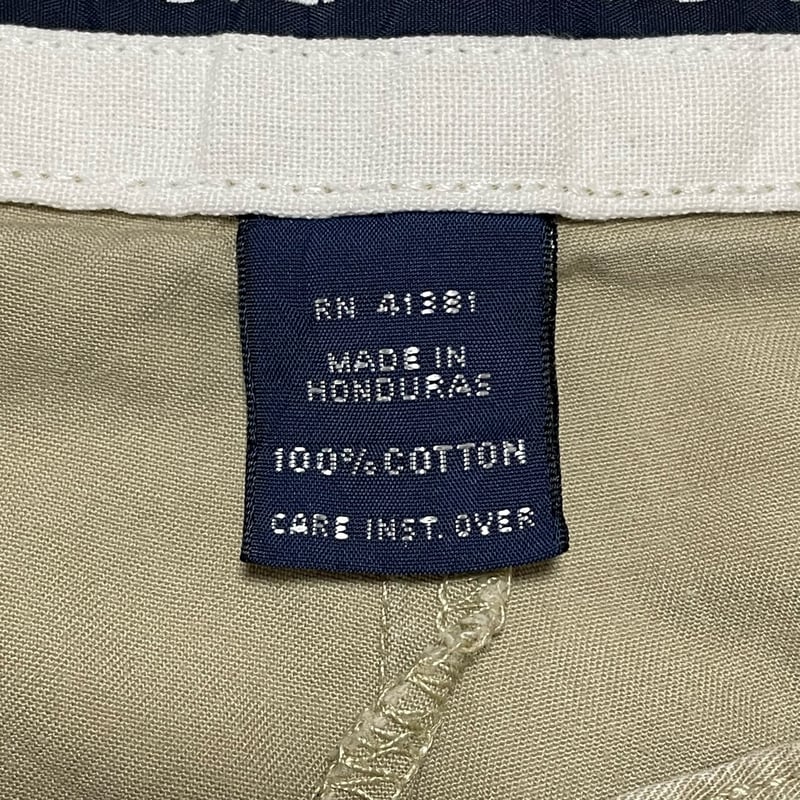 RN 41381
MADE IN
HONDURAS
100% COTTON
CARE INST. OVER